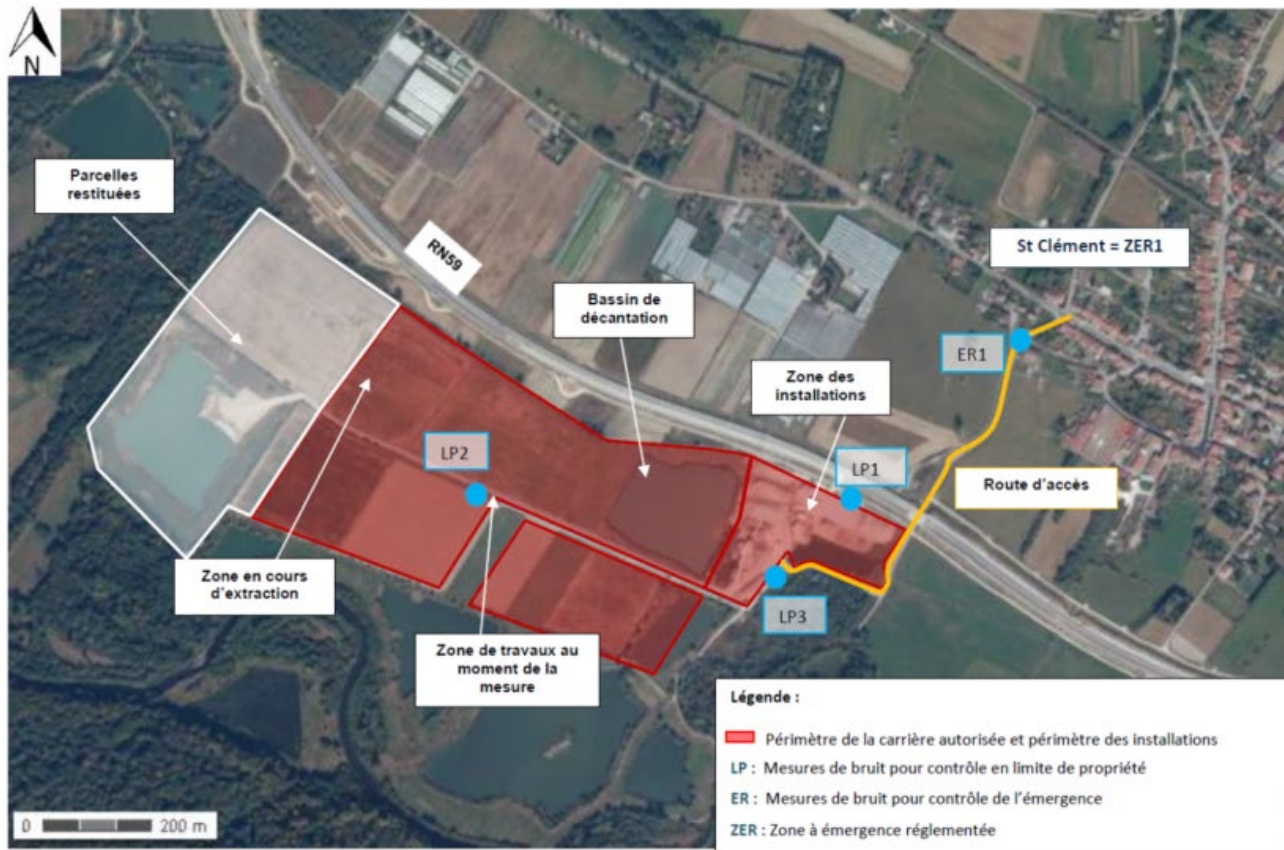 N
Parcelles
restituées
RN59
Bassin de
décantation
St Clément = ZER1
ER1
Zone des
installations
LP2
LP1
Route d'accès
Zone en cours
d'extraction
LP3
Zone de travaux au
moment de la
mesure
Légende :
Périmètre de la carrière autorisée et périmètre des installations
LP : Mesures de bruit pour contrôle en limite de propriété
ER : Mesures de bruit pour contrôle de l'émergence
ZER : Zone à émergence réglementée
0 200 m